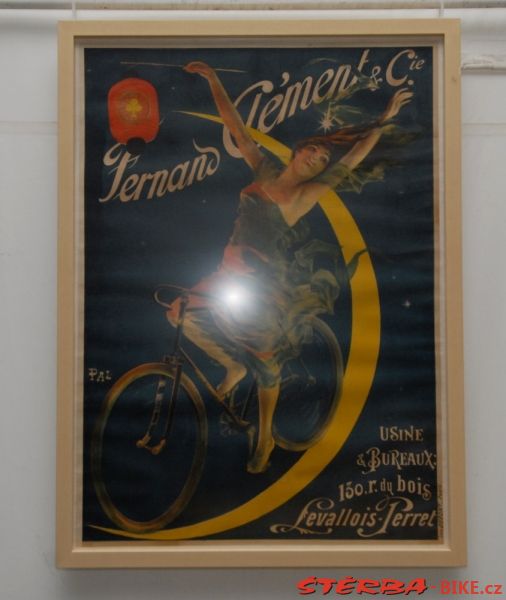 Fernand Clément & Cie
PAL
USINE
& BUREAUX:
150.r.du bois
Levallois-Perret
ŠTĚRBA-BIKE.cz